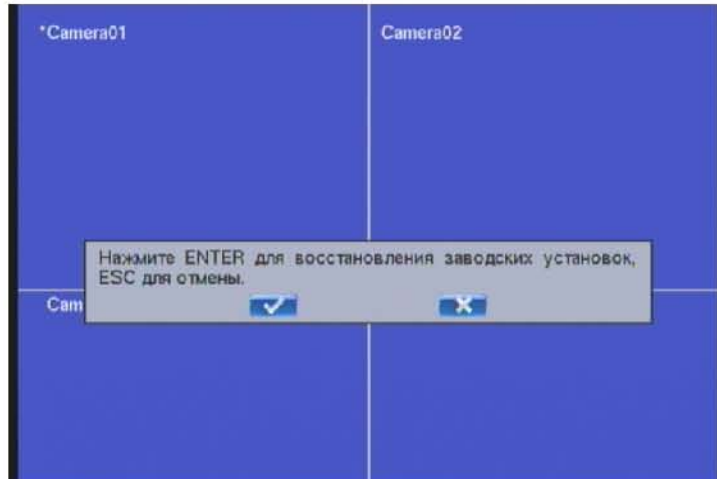 *Camera01
Camera02
Нажмите ENTER для восстановления заводских установок,
ESC для отмены.
Cam